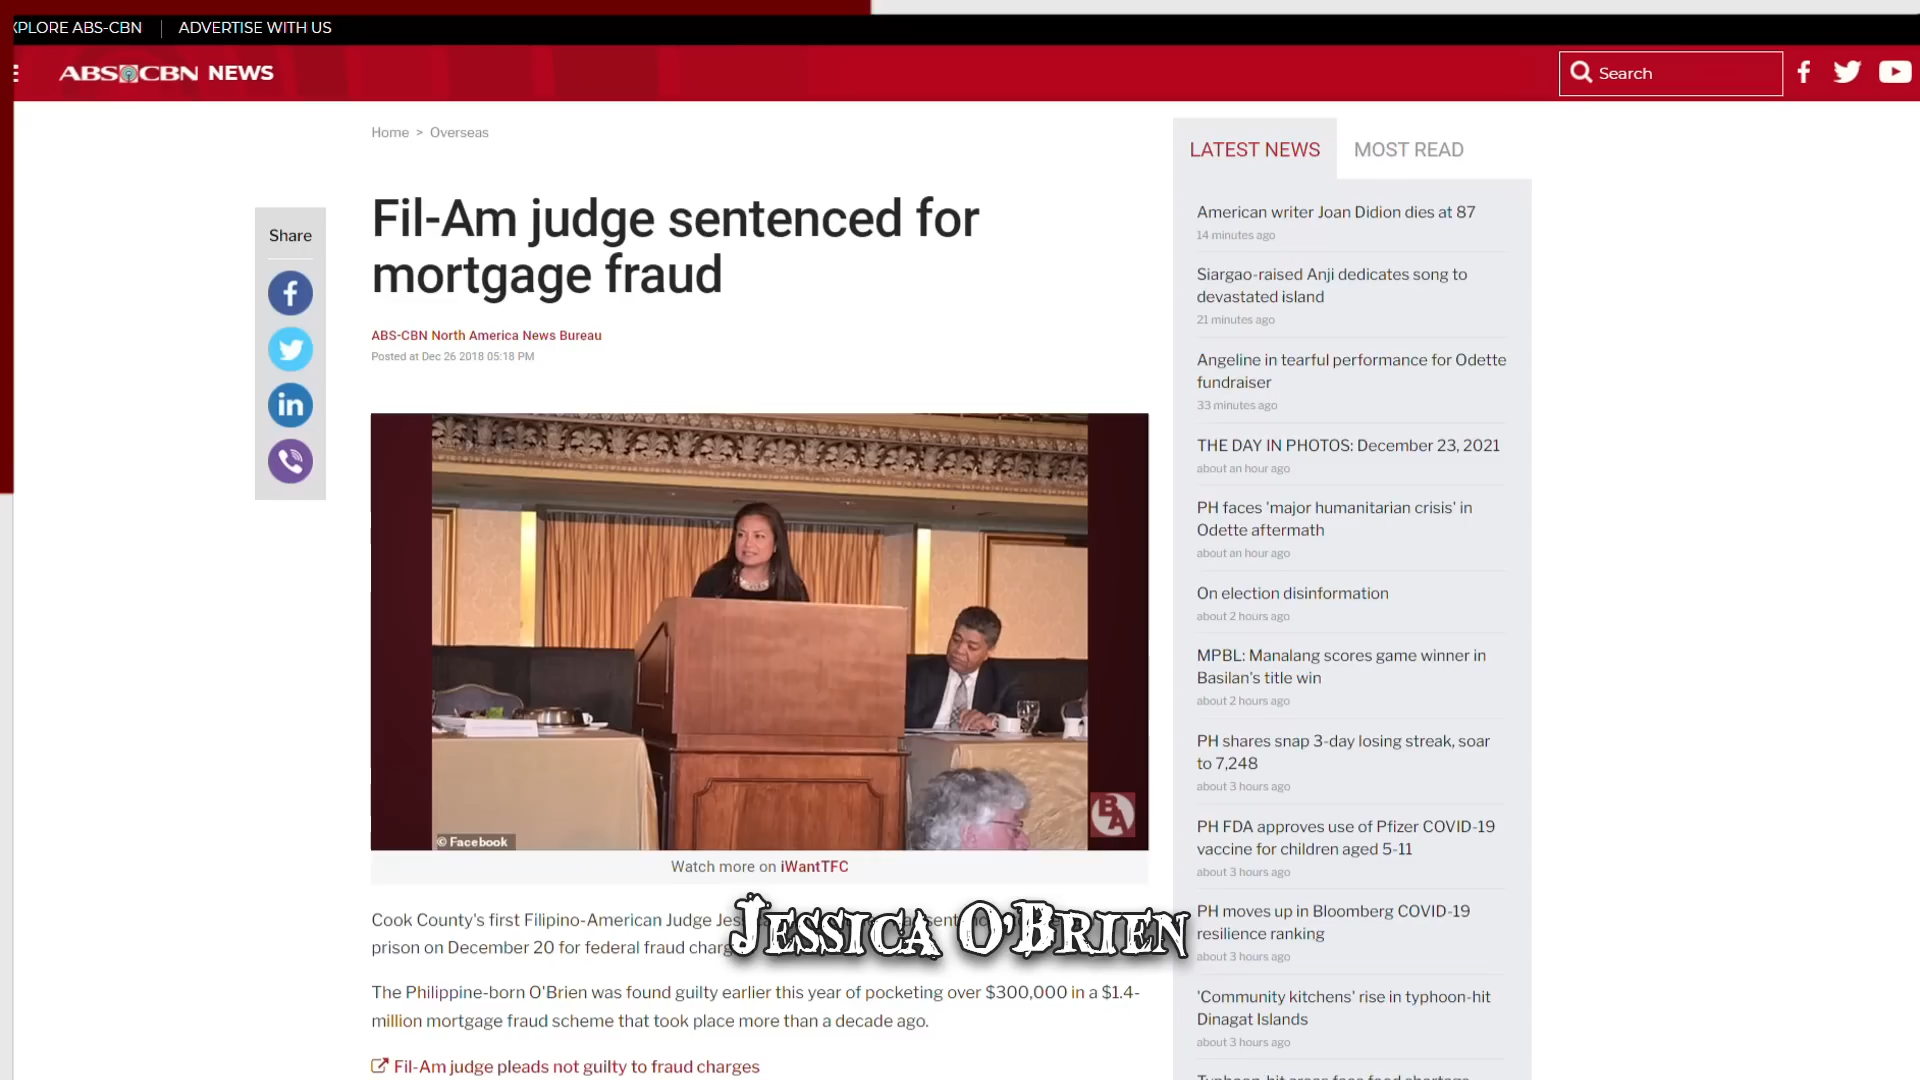 XPLORE ABS-CBN
ADVERTISE WITH US
ABS CBN NEWS
Search
Home > Overseas
Share
Fil-Am judge sentenced for
mortgage fraud
ABS-CBN North America News Bureau
Posted at Dec 26 2018 05:18 PM
© Facebook
BA
Watch more on iWantTFC
Cook County's first Filipino-American Judge
prison on December 20 for federal fraud
Jessica O'Brien
The Philippine-born O'Brien was found guilty earlier this year of pocketing over $300,000 in a $1.4-
million mortgage fraud scheme that took place more than a decade ago.
Fil-Am judge pleads not guilty to fraud charges
LATEST NEWS
MOST READ
American writer Joan Didion dies at 87
14 minutes ago
Siargao-raised Anji dedicates song to
devastated island
21 minutes ago
Angeline in tearful performance for Odette
fundraiser
33 minutes ago
THE DAY IN PHOTOS: December 23, 2021
about an hour ago
PH faces 'major humanitarian crisis' in
Odette aftermath
about an hour ago
On election disinformation
about 2 hours ago
MPBL: Manalang scores game winner in
Basilan's title win
about 2 hours ago
PH shares snap 3-day losing streak, soar
to 7,248
about 3 hours ago
PH FDA approves use of Pfizer COVID-19
vaccine for children aged 5-11
about 3 hours ago
PH moves up in Bloomberg COVID-19
resilience ranking
about 3 hours ago
'Community kitchens' rise in typhoon-hit
Dinagat Islands
about 3 hours ago